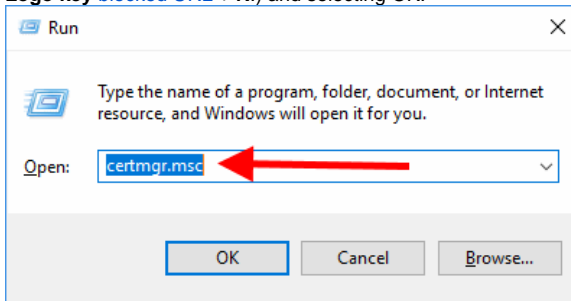 Run
Type the name of a program, folder, document, or Internet
resource, and Windows will open it for you.
Open: certmgr.msc
OK Cancel Browse...